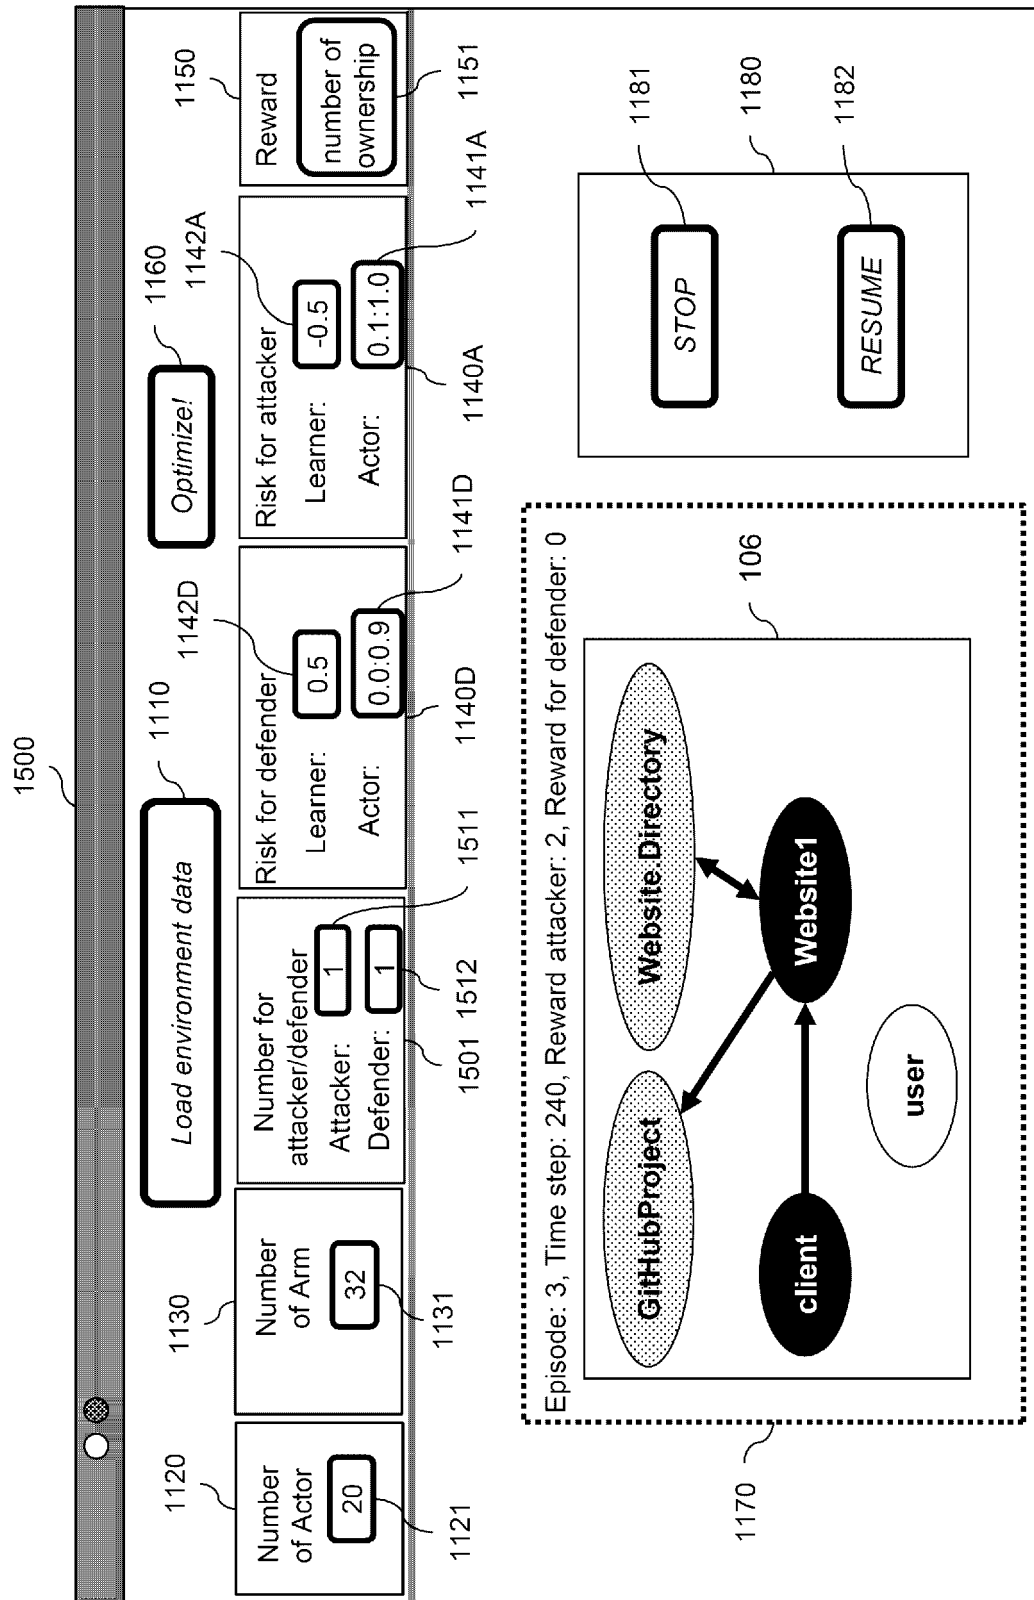 1500
1110
1160
1150
Load environment data
Optimize!
1120
1130
1142D
1142A
Number
of Actor
20
1121
Number
of Arm
32
1131
Number for
attacker/defender
Attacker:
1
Defender:
1
1511
1512
1501
Risk for defender
Learner:
0.5
Actor:
0.0:0.9
1141D
1140D
Risk for attacker
Learner:
-0.5
Actor:
0.1:1.0
1141A
1140A
Reward
number of
ownership
1151
Episode: 3, Time step: 240, Reward attacker: 2, Reward for defender: 0
GitHubProject
Website.Directory
client
Website1
user
106
1170
STOP
RESUME
1181
1180
1182